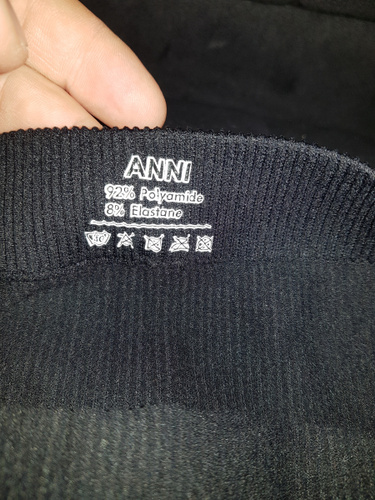 ANNI
92% Polyamide
8% Elastane